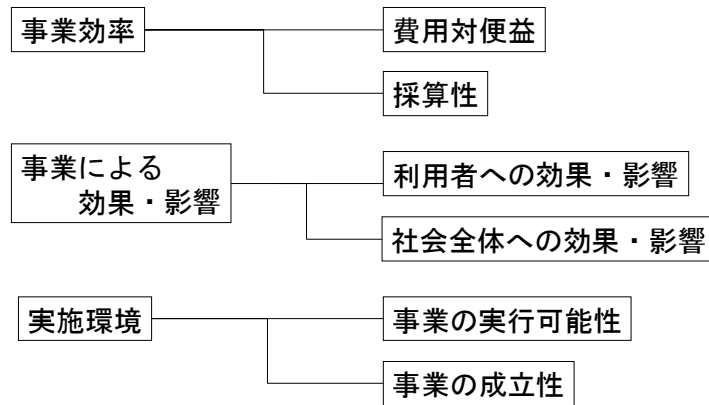 事業効率
費用対便益
採算性
事業による
効果・影響
利用者への効果・影響
社会全体への効果・影響
実施環境
事業の実行可能性
事業の成立性